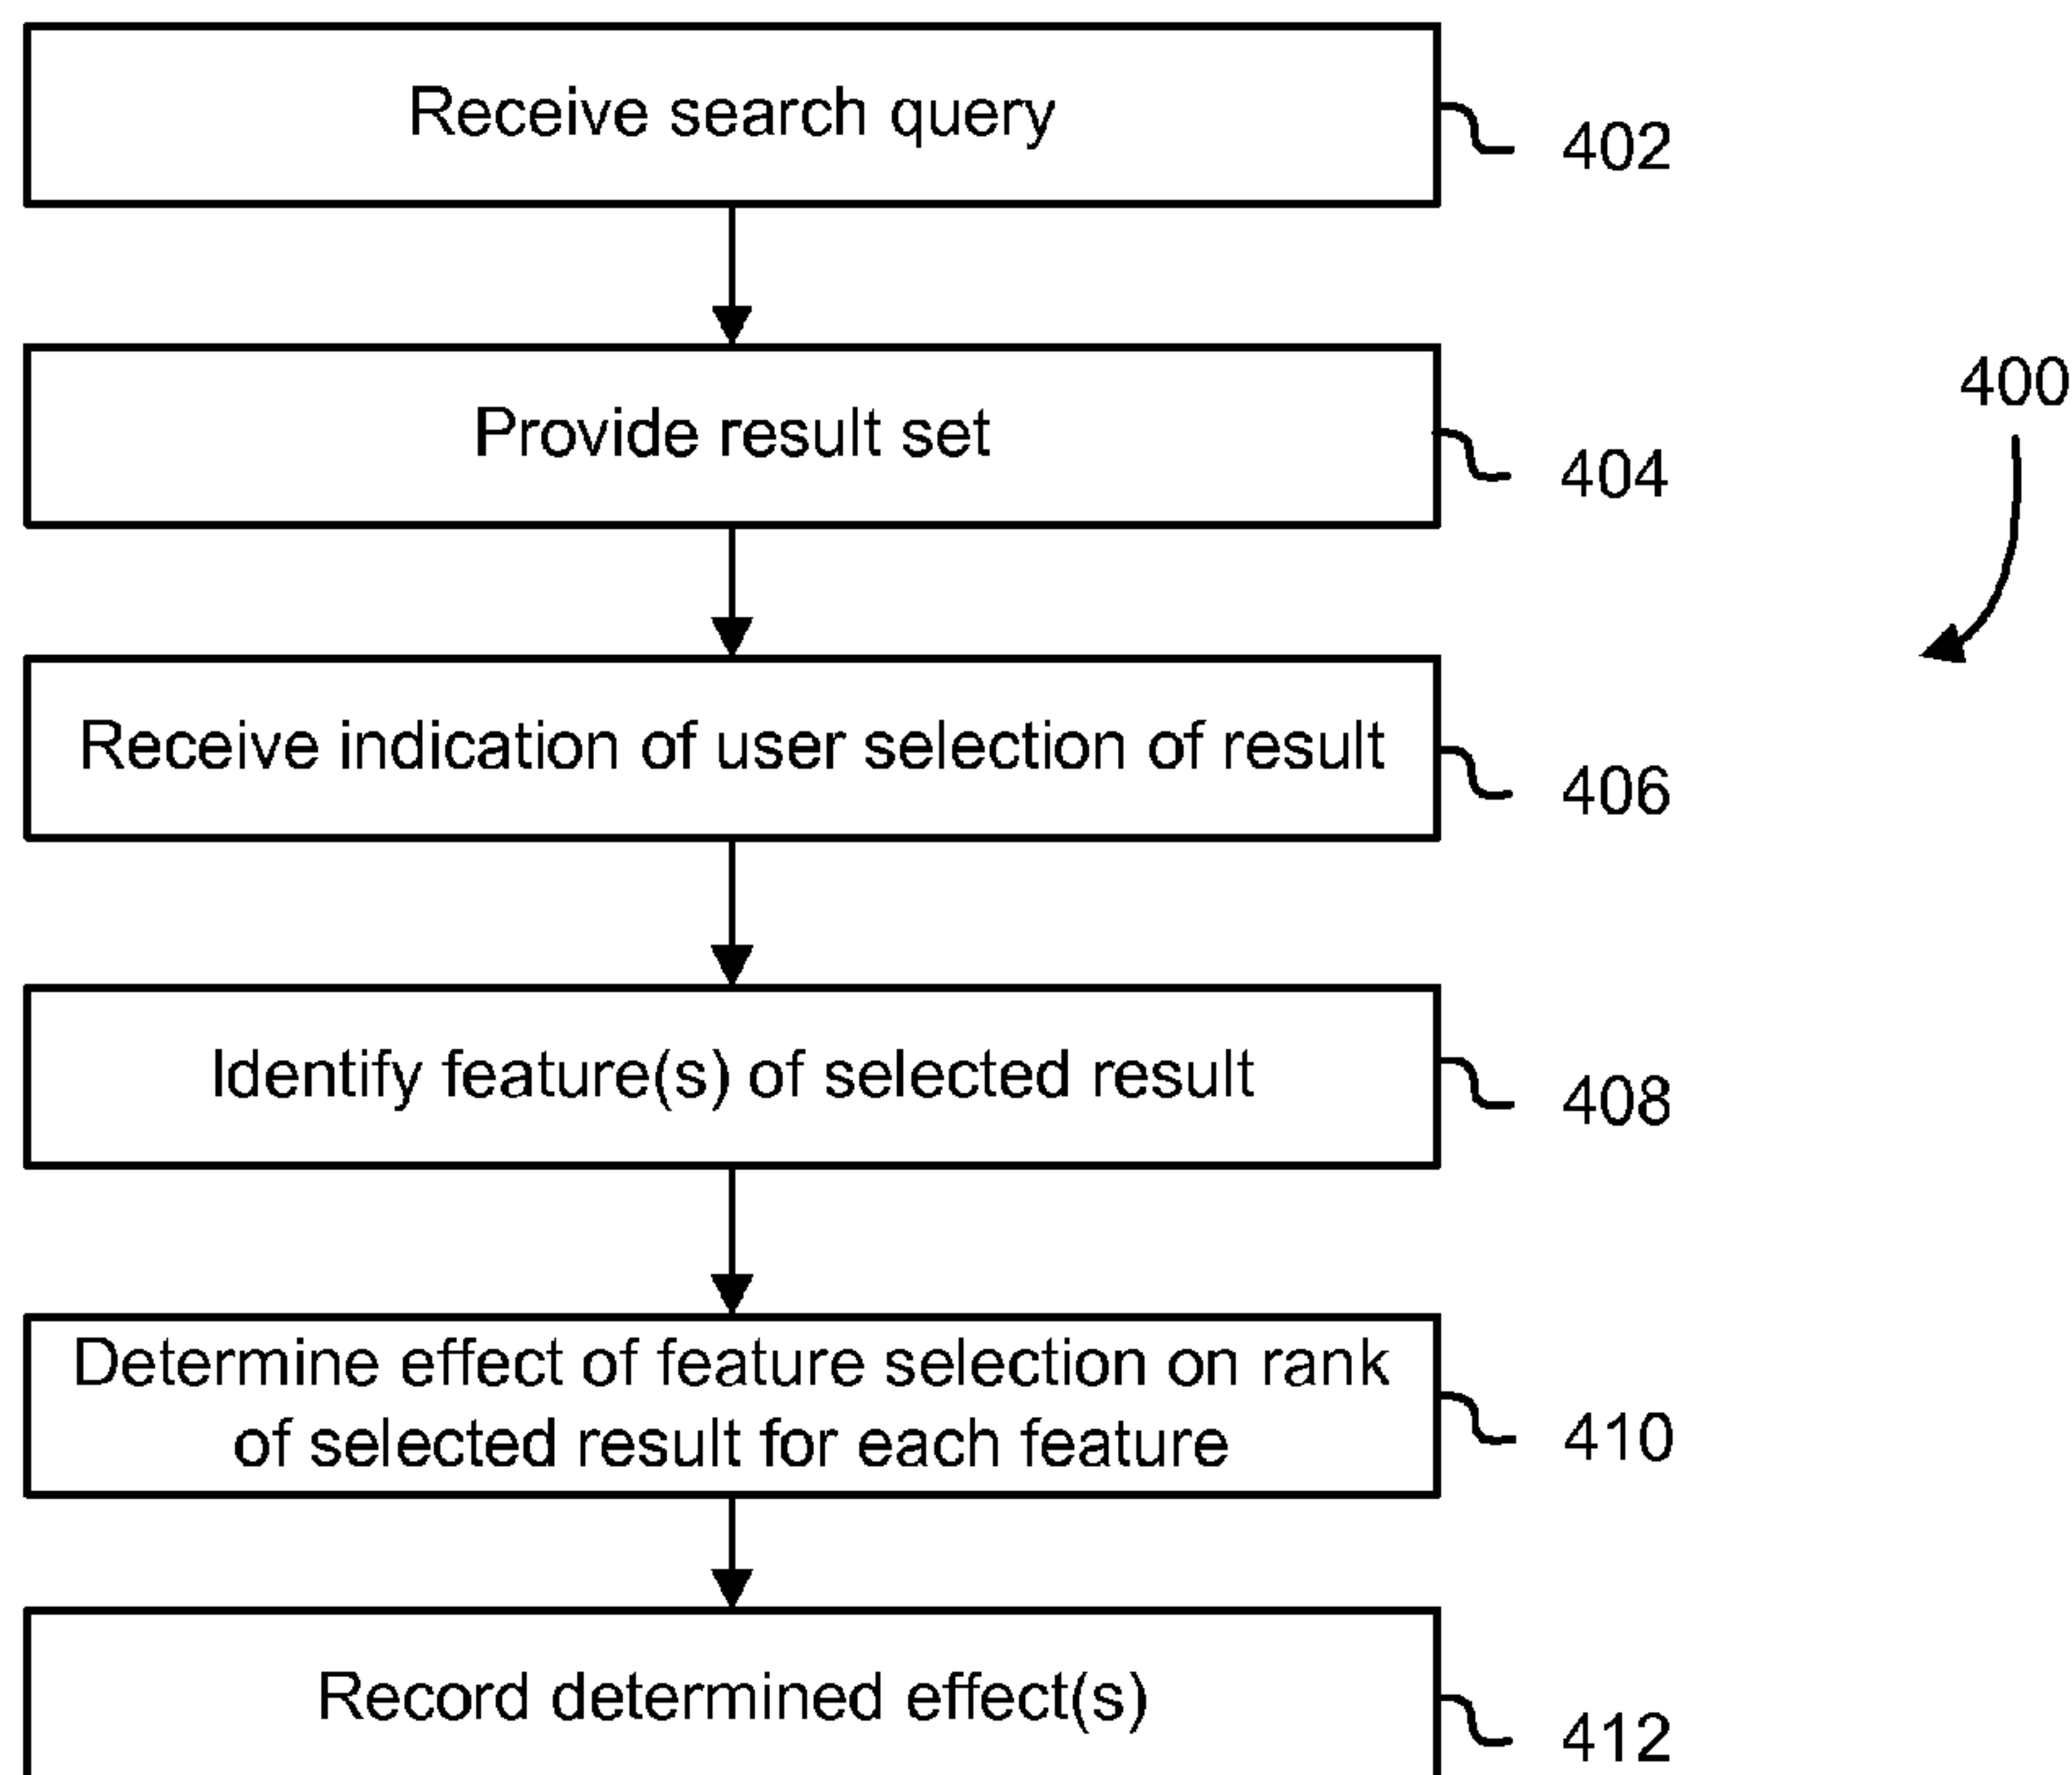 Receive search query
402
Provide result set
404
400
Receive indication of user selection of result
406
Identify feature(s) of selected result
408
Determine effect of feature selection on rank
of selected result for each feature
410
Record determined effect(s)
412